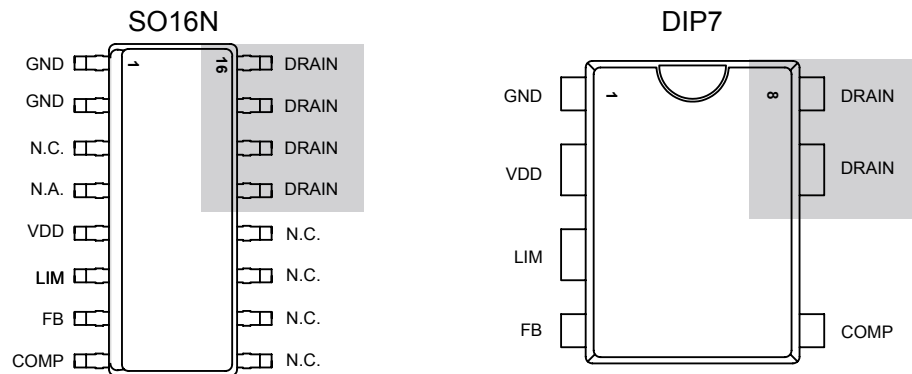 SO16N
GND
GND
N.C.
N.A.
VDD
LIM
FB
COMP
1
16
DRAIN
DRAIN
DRAIN
DRAIN
N.C.
N.C.
N.C.
N.C.
DIP7
GND
VDD
LIM
FB
1
8
DRAIN
DRAIN
COMP